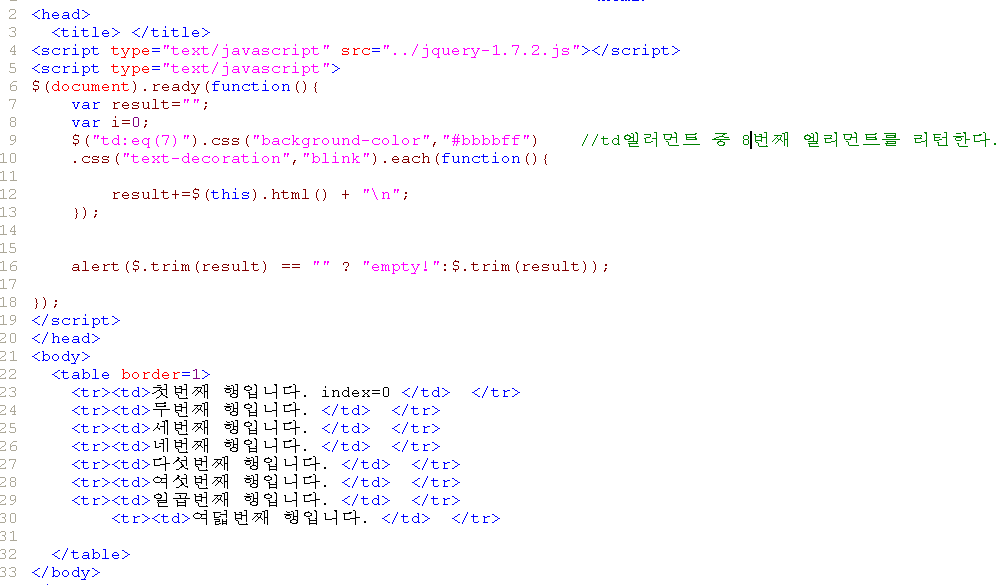 2 <head>
3 <title> </title>
4 <script type="text/javascript" src="../jquery-1.7.2.js"></script>
5 <script type="text/javascript">
6 $(document).ready(function(){
7 var result="";
8 var i=0;
9 $("td:eq(7)").css("background-color","#bbbbff") //td엘러먼트 중 8번째 엘리먼트를 리턴한다.
10 .css("text-decoration","blink").each(function(){
11
12 result+=$(this).html() + "\n";
13 });
14
15
16 alert($.trim(result) == "" ? "empty!":$.trim(result));
17
18 });
19 </script>
20 </head>
21 <body>
22 <table border=1>
23 <tr><td>첫번째 행입니다. index=0 </td> </tr>
24 <tr><td>두번째 행입니다. </td> </tr>
25 <tr><td>세번째 행입니다. </td> </tr>
26 <tr><td>네번째 행입니다. </td> </tr>
27 <tr><td>다섯번째 행입니다. </td> </tr>
28 <tr><td>여섯번째 행입니다. </td> </tr>
29 <tr><td>일곱번째 행입니다. </td> </tr>
30 <tr><td>여덟번째 행입니다. </td> </tr>
31
32 </table>
33 </body>